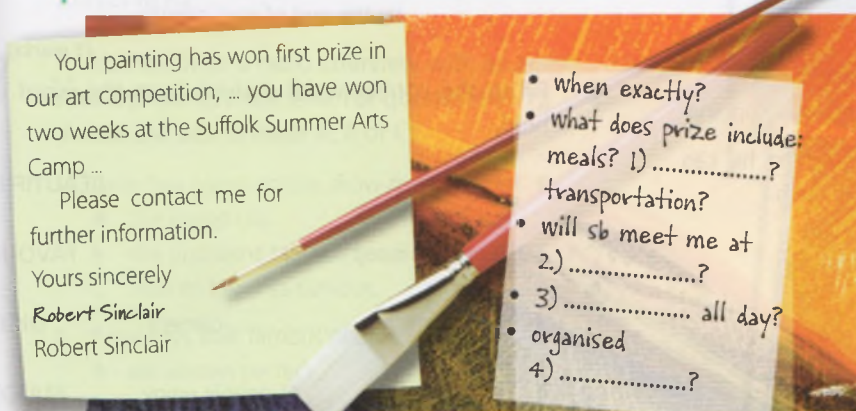 Your painting has won first prize in
our art competition, ... you have won
two weeks at the Suffolk Summer Arts
Camp ...
Please contact me for
further information.
Yours sincerely
Robert Sinclair
Robert Sinclair
• when exactly?
• what does prize include:
meals? 1) ..................?
transportation?
• will sb meet me at
2.) ....................?
• 3) .................... all day?
• organised
4) ....................?